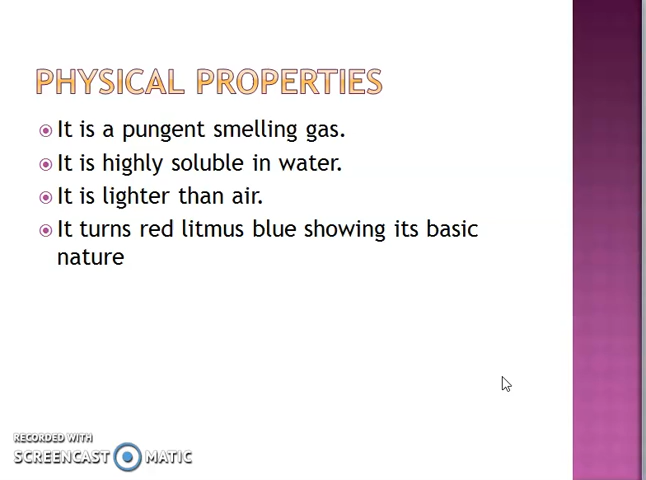 PHYSICAL PROPERTIES
It is a pungent smelling gas.
It is highly soluble in water.
It is lighter than air.
It turns red litmus blue showing its basic
nature
RECORDED WITH
SCREENCAST MATIC